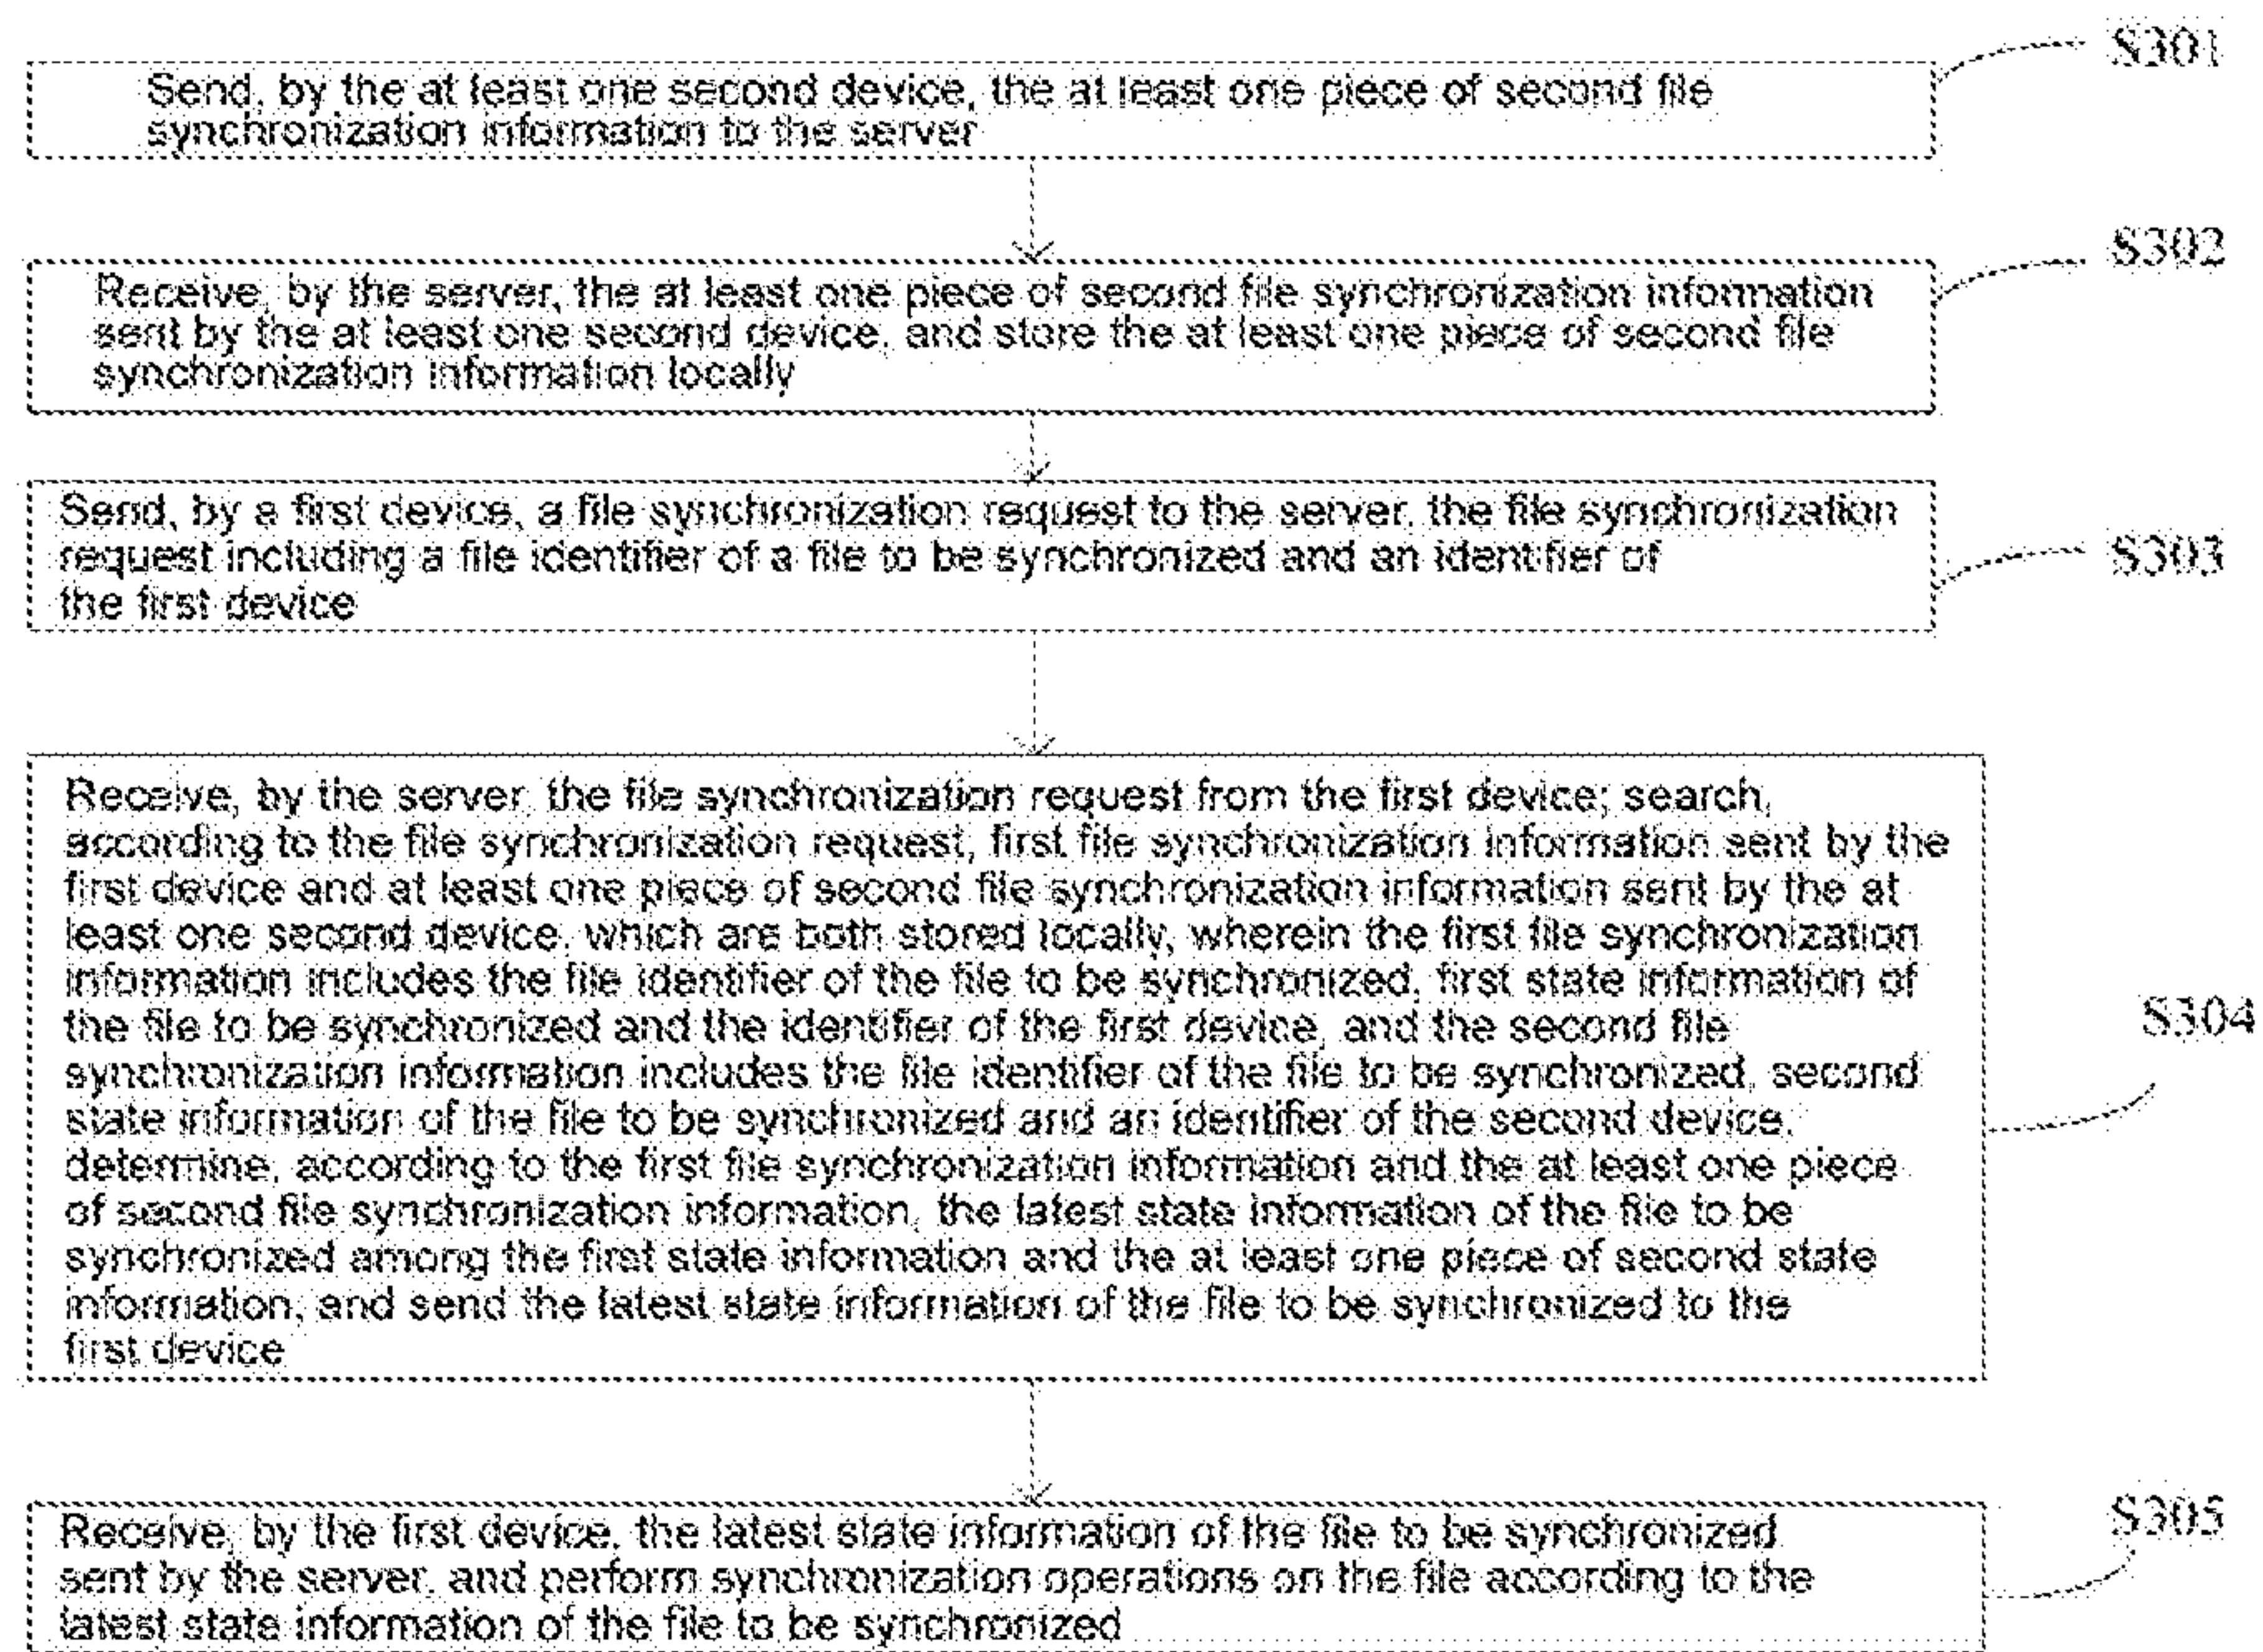 S301
Send, by the at least one second device, the at least one piece of second file
synchronization information to the server
S302
Receive, by the server, the at least one piece of second file synchronization information
sent by the at least one second device, and store the at least one piece of second file
synchronization information locally
Send, by a first device, a file synchronization request to the server, the file synchronization
request including a file identifier of a file to be synchronized and an identifier of
the first device
S303
Receive, by the server, the file synchronization request from the first device; search,
according to the file synchronization request, first file synchronization information sent by the
first device and at least one piece of second file synchronization information sent by the at
least one second device, which are both stored locally, wherein the first file synchronization
information includes the file identifier of the file to be synchronized, first state information of
the file to be synchronized and the identifier of the first device, and the second file
synchronization information includes the file identifier of the file to be synchronized, second
state information of the file to be synchronized and an identifier of the second device,
determine, according to the first file synchronization information and the at least one piece
of second file synchronization information, the latest state information of the file to be
synchronized among the first state information and the at least one piece of second state
information, and send the latest state information of the file to be synchronized to the
first device
S304
Receive, by the first device, the latest state information of the file to be synchronized
sent by the server, and perform synchronization operations on the file according to the
latest state information of the file to be synchronized
S305